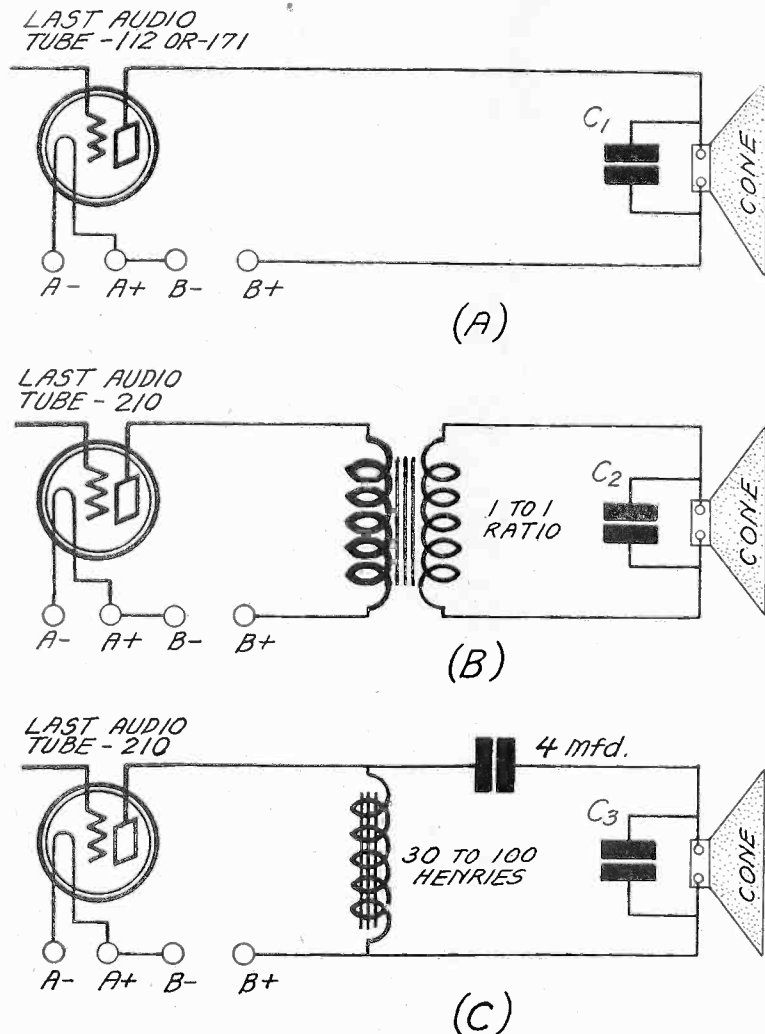 LAST AUDIO
TUBE -112 OR -171
C1
CONE
A- A+ B- B+
(A)
LAST AUDIO
TUBE - 210
1 TO 1
RATIO
C2
CONE
A- A+ B- B+
(B)
LAST AUDIO
TUBE - 210
4 mfd.
30 TO 100
HENRIES
C3
CONE
A- A+ B- B+
(C)